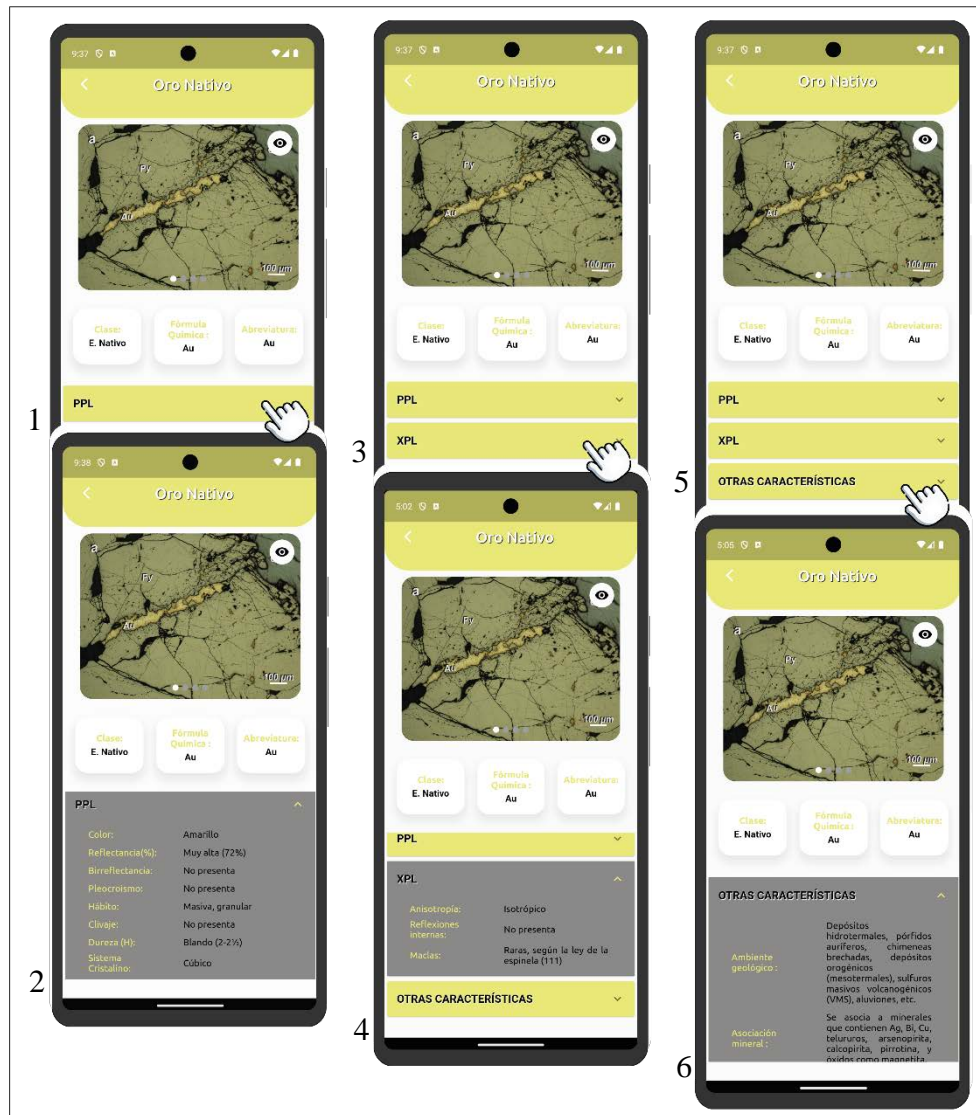 9:37
Oro Nativo
a
Py
Au
100 µm
Clase:
E. Nativo
Fórmula
Química :
Au
Abreviatura:
Au
PPL
1
9:38
Oro Nativo
a
Py
Au
100 µm
Clase:
E. Nativo
Fórmula
Química :
Au
Abreviatura:
Au
PPL
Color: Amarillo
Reflectancia(%): Muy alta (72%)
Birreflectancia: No presenta
Pleocroismo: No presenta
Hábito: Masiva, granular
Clivaje: No presenta
Dureza (H): Blando (2-2½)
Sistema
Cristalino: Cúbico
2
9:37
Oro Nativo
a
Py
Au
100 µm
Clase:
E. Nativo
Fórmula
Química :
Au
Abreviatura:
Au
PPL
XPL
3
5:02
Oro Nativo
a
Py
Au
100 µm
Clase:
E. Nativo
Fórmula
Química :
Au
Abreviatura:
Au
PPL
XPL
Anisotropía: Isotrópico
Reflexiones
internas: No presenta
Maclas: Raras, según la ley de la
espinela (111)
OTRAS CARACTERÍSTICAS
4
9:37
Oro Nativo
a
Py
Au
100 µm
Clase:
E. Nativo
Fórmula
Química :
Au
Abreviatura:
Au
PPL
XPL
OTRAS CARACTERÍSTICAS
5
5:05
Oro Nativo
a
Py
Au
100 µm
Clase:
E. Nativo
Fórmula
Química :
Au
Abreviatura:
Au
OTRAS CARACTERÍSTICAS
Ambiente
geológico :
Depósitos
hidrotermales, pórfidos
auríferos, chimeneas
brechadas, depósitos
orogénicos
(mesotermales), sulfuros
masivos volcanogénicos
(VMS), aluviones, etc.
Asociación
mineral :
Se asocia a minerales
que contienen Ag, Bi, Cu,
telururos, arsenopirita,
calcopirita, pirrotina, y
óxidos como magnetita.
6